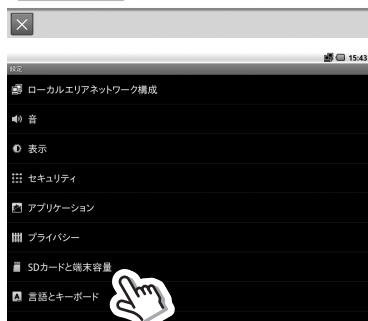 15:43
設定
ローカルエリアネットワーク構成
音
表示
セキュリティ
アプリケーション
プライバシー
SDカードと端末容量
言語とキーボード